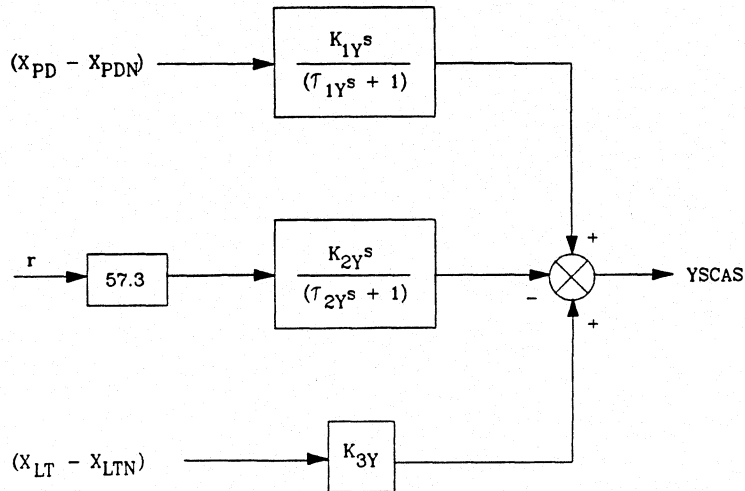 (X_PD - X_PDN)
K_1Y s
(τ_1Y s + 1)
+
r
57.3
K_2Y s
(τ_2Y s + 1)
-
YSCAS
+
(X_LT - X_LTN)
K_3Y